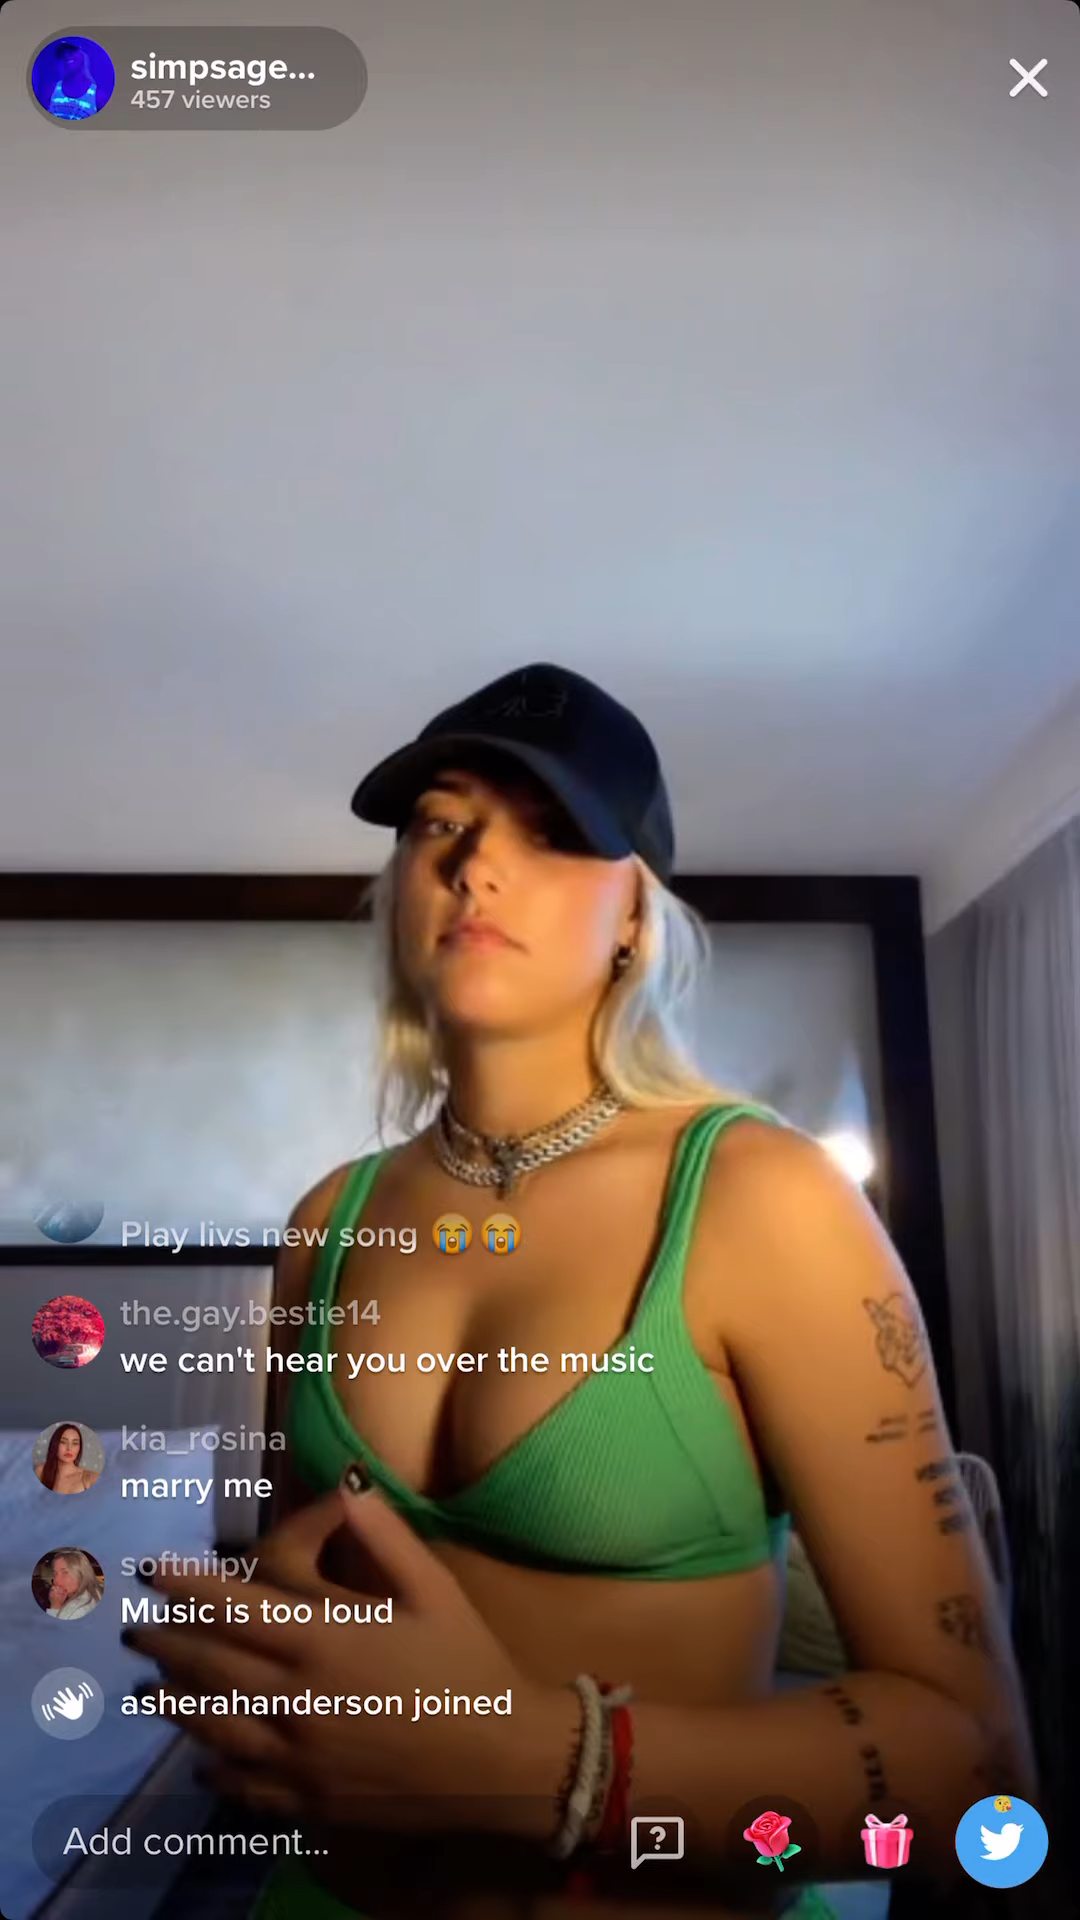 simpsage...
457 viewers
Play livs new song 😭😭
the.gay.bestie14
we can't hear you over the music
kia_rosina
marry me
softniipy
Music is too loud
asherahanderson joined
Add comment...